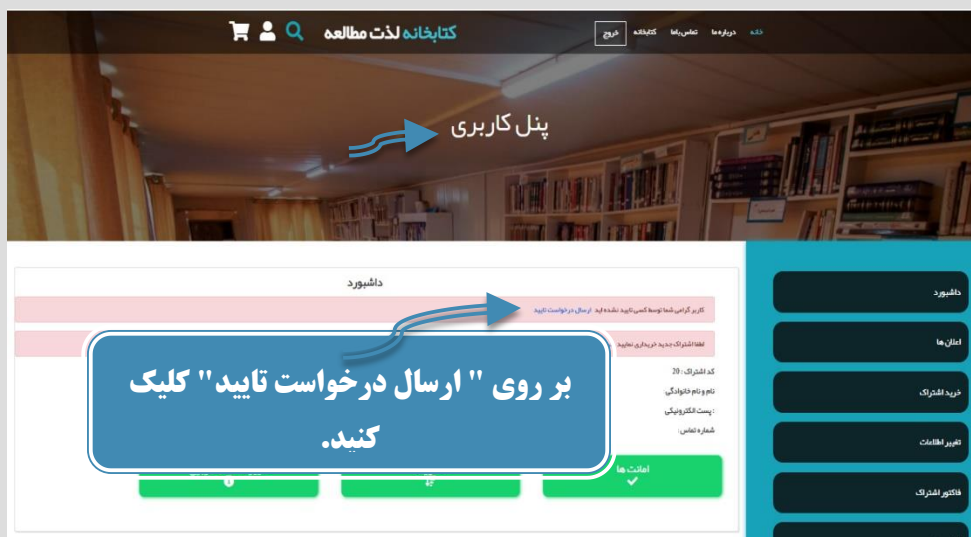 خانه درباره ما تماس با ما کتابخانه خروج
کتابخانه لذت مطالعه
پنل کاربری
داشبورد
اعلان ها
خرید اشتراک
تغییر اطلاعات
فاکتور اشتراک
داشبورد
کاربر گرامی شما توسط کسی تایید نشده اید ارسال درخواست تایید
لطفا اشتراک جدید خریداری نمایید
کد اشتراک : 20
نام و نام خانوادگی
: پست الکترونیکی
شماره تماس:
امانت ها
بر روی " ارسال درخواست تایید" کلیک
کنید.